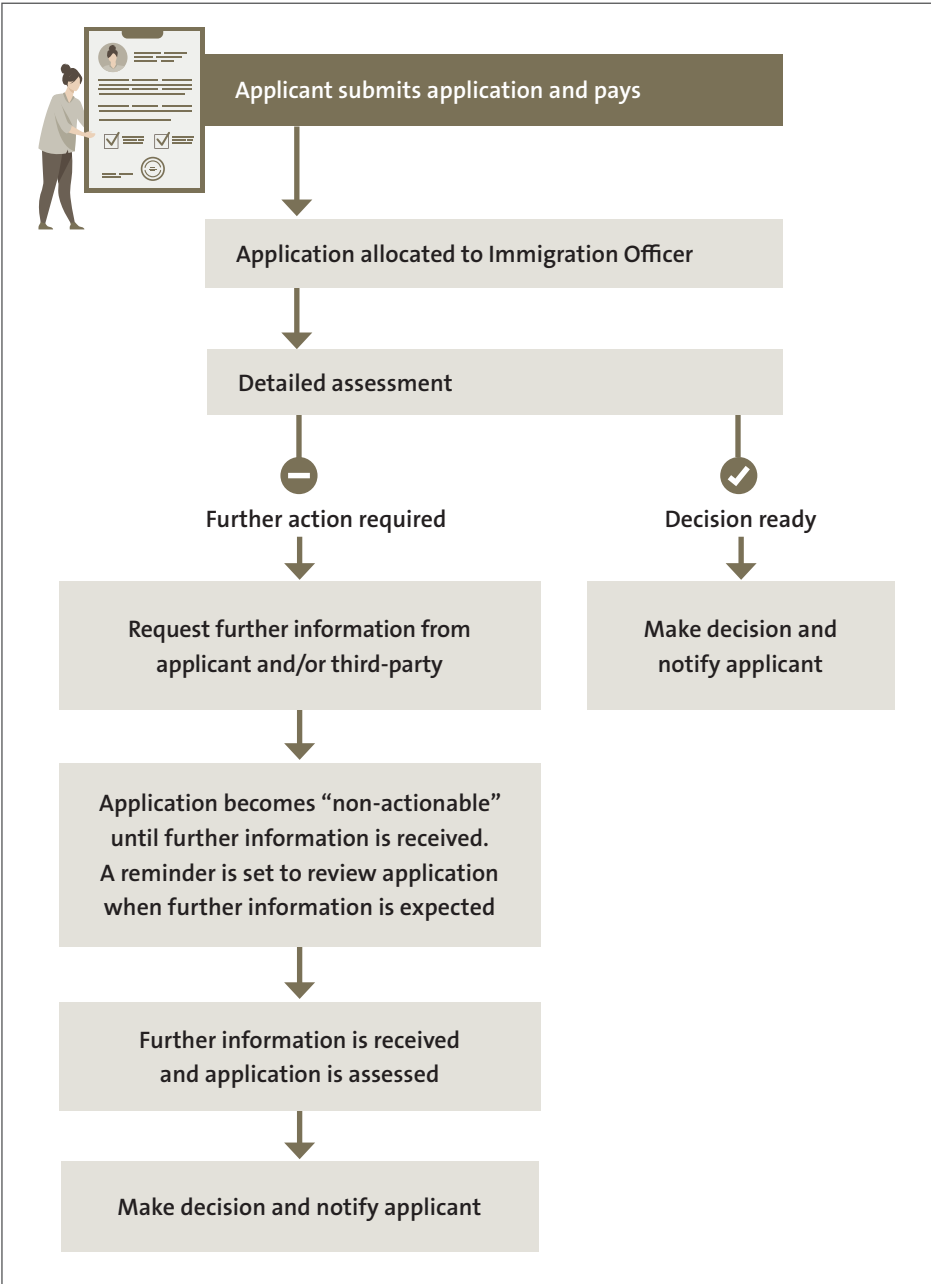 Applicant submits application and pays
Application allocated to Immigration Officer
Detailed assessment
Further action required
Decision ready
Request further information from
applicant and/or third-party
Make decision and
notify applicant
Application becomes “non-actionable”
until further information is received.
A reminder is set to review application
when further information is expected
Further information is received
and application is assessed
Make decision and notify applicant